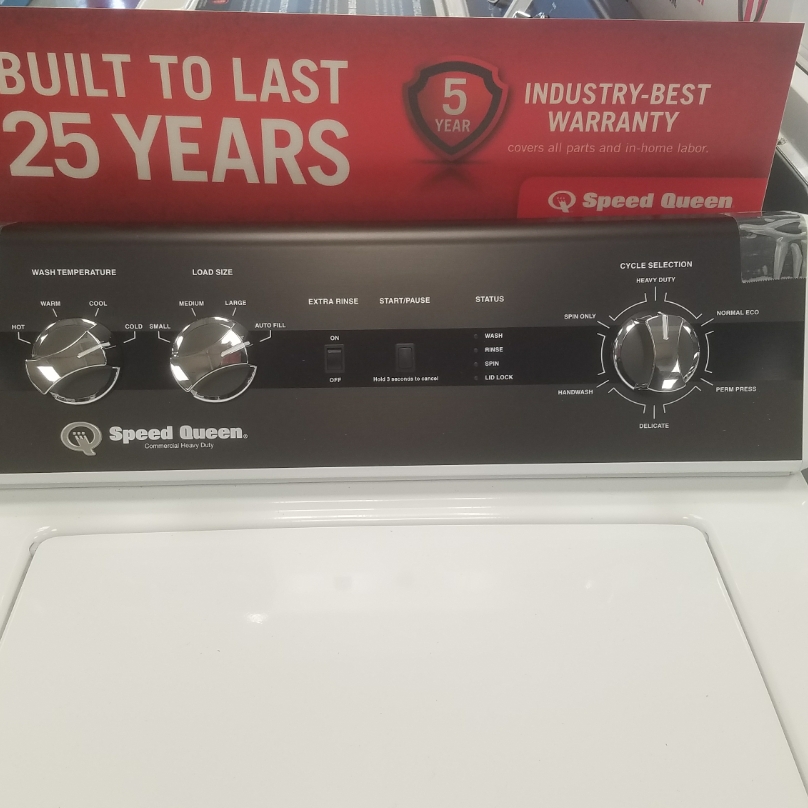 BUILT TO LAST
25 YEARS
5
YEAR
INDUSTRY-BEST
WARRANTY
covers all parts and in-home labor.
Speed Queen
WASH TEMPERATURE
HOT
WARM
COOL
COLD
LOAD SIZE
SMALL
MEDIUM
LARGE
AUTO FILL
EXTRA RINSE
ON
OFF
START/PAUSE
Hold 3 seconds to cancel
STATUS
WASH
RINSE
SPIN
LID LOCK
CYCLE SELECTION
HEAVY DUTY
SPIN ONLY
NORMAL ECO
HANDWASH
PERM PRESS
DELICATE
Speed Queen®
Commercial Heavy Duty